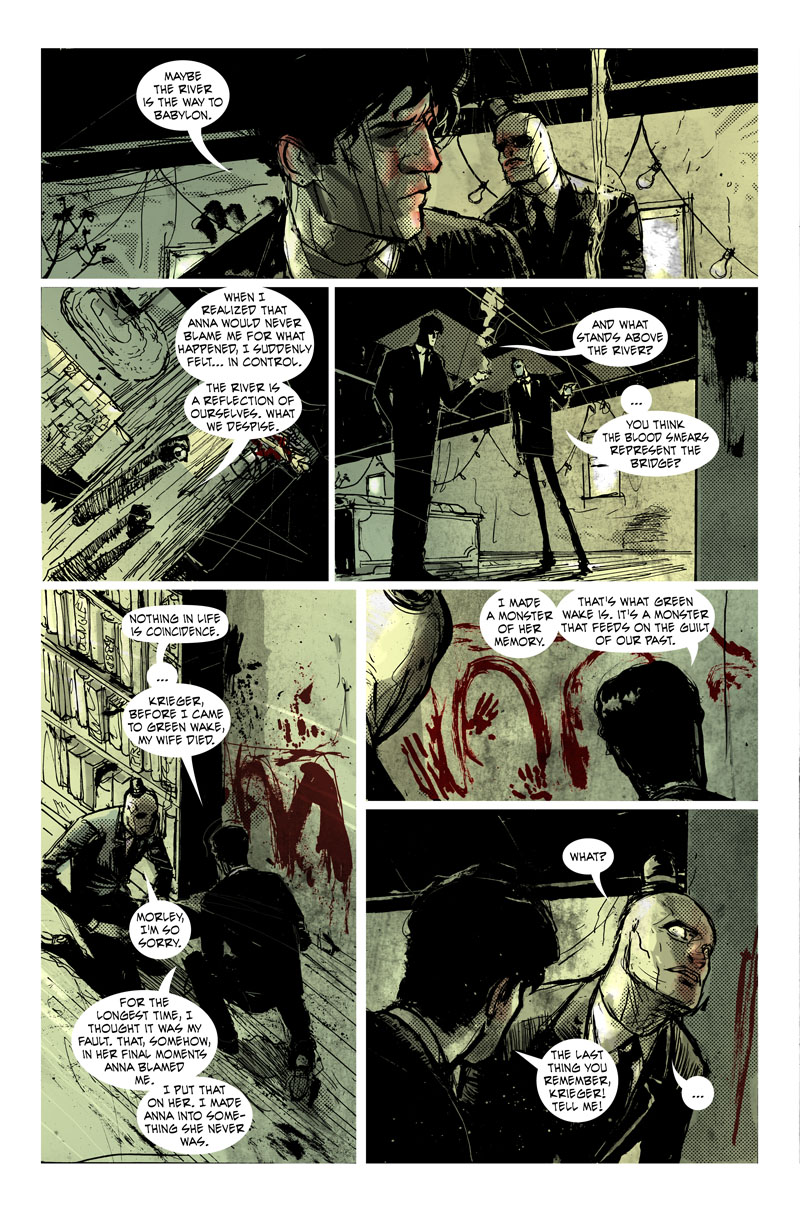 MAYBE
THE RIVER
IS THE WAY TO
BABYLON.
WHEN I
REALIZED THAT
ANNA WOULD NEVER
BLAME ME FOR WHAT
HAPPENED, I SUDDENLY
FELT... IN CONTROL.
THE RIVER IS
A REFLECTION OF
OURSELVES. WHAT
WE DESPISE.
AND WHAT
STANDS ABOVE
THE RIVER?
...
YOU THINK
THE BLOOD SMEARS
REPRESENT THE
BRIDGE?
NOTHING IN LIFE
IS COINCIDENCE.
...
KRIEGER,
BEFORE I CAME
TO GREEN WAKE,
MY WIFE DIED.
MORLEY,
I'M SO
SORRY.
FOR THE
LONGEST TIME, I
THOUGHT IT WAS MY
FAULT. THAT, SOMEHOW,
IN HER FINAL MOMENTS
ANNA BLAMED
ME.
I PUT THAT
ON HER. I MADE
ANNA INTO SOME-
THING SHE NEVER
WAS.
I MADE
A MONSTER
OF HER
MEMORY.
THAT'S WHAT GREEN
WAKE IS. IT'S A MONSTER
THAT FEEDS ON THE GUILT
OF OUR PAST.
WHAT?
THE LAST
THING YOU
REMEMBER,
KRIEGER!
TELL ME!
...